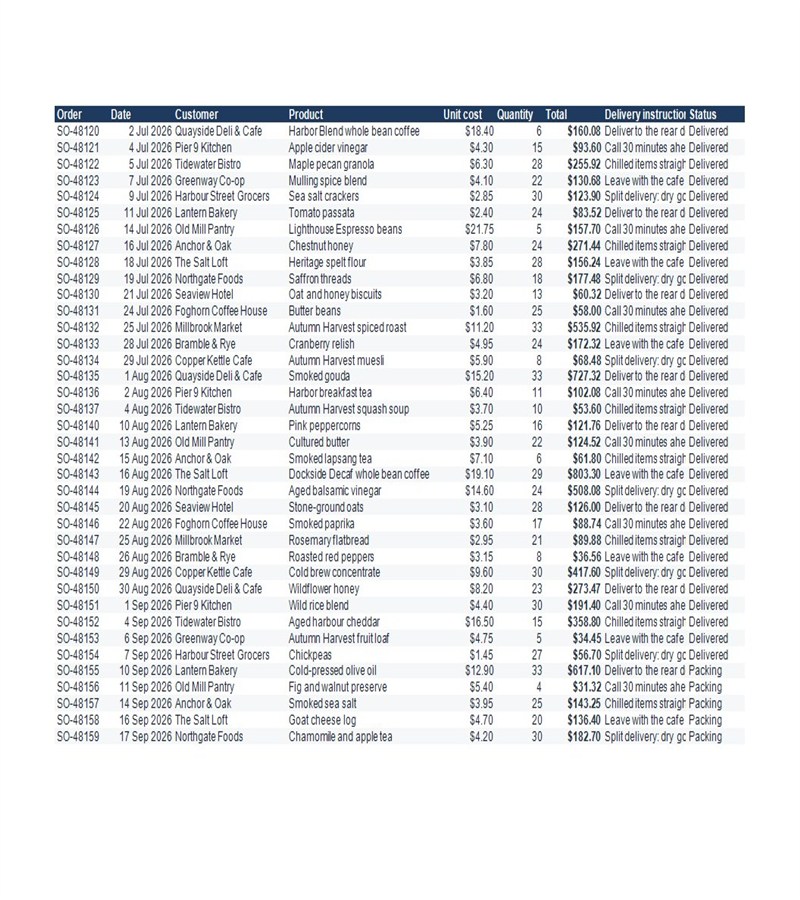 Order Date Customer Product Unit cost Quantity Total Delivery instructio Status
SO-48120 2 Jul 2026 Quayside Deli & Cafe Harbor Blend whole bean coffee $18.40 6 $160.08 Deliver to the rear d Delivered
SO-48121 4 Jul 2026 Pier 9 Kitchen Apple cider vinegar $4.30 15 $93.60 Call 30 minutes ahe Delivered
SO-48122 5 Jul 2026 Tidewater Bistro Maple pecan granola $6.30 28 $255.92 Chilled items straigh Delivered
SO-48123 7 Jul 2026 Greenway Co-op Mulling spice blend $4.10 22 $130.68 Leave with the cafe Delivered
SO-48124 9 Jul 2026 Harbour Street Grocers Sea salt crackers $2.85 30 $123.90 Split delivery: dry gc Delivered
SO-48125 11 Jul 2026 Lantern Bakery Tomato passata $2.40 24 $83.52 Deliver to the rear d Delivered
SO-48126 14 Jul 2026 Old Mill Pantry Lighthouse Espresso beans $21.75 5 $157.70 Call 30 minutes ahe Delivered
SO-48127 16 Jul 2026 Anchor & Oak Chestnut honey $7.80 24 $271.44 Chilled items straigh Delivered
SO-48128 18 Jul 2026 The Salt Loft Heritage spelt flour $3.85 28 $156.24 Leave with the cafe Delivered
SO-48129 19 Jul 2026 Northgate Foods Saffron threads $6.80 18 $177.48 Split delivery: dry gc Delivered
SO-48130 21 Jul 2026 Seaview Hotel Oat and honey biscuits $3.20 13 $60.32 Deliver to the rear d Delivered
SO-48131 24 Jul 2026 Foghorn Coffee House Butter beans $1.60 25 $58.00 Call 30 minutes ahe Delivered
SO-48132 25 Jul 2026 Millbrook Market Autumn Harvest spiced roast $11.20 33 $535.92 Chilled items straigh Delivered
SO-48133 28 Jul 2026 Bramble & Rye Cranberry relish $4.95 24 $172.32 Leave with the cafe Delivered
SO-48134 29 Jul 2026 Copper Kettle Cafe Autumn Harvest muesli $5.90 8 $68.48 Split delivery: dry gc Delivered
SO-48135 1 Aug 2026 Quayside Deli & Cafe Smoked gouda $15.20 33 $727.32 Deliver to the rear d Delivered
SO-48136 2 Aug 2026 Pier 9 Kitchen Harbor breakfast tea $6.40 11 $102.08 Call 30 minutes ahe Delivered
SO-48137 4 Aug 2026 Tidewater Bistro Autumn Harvest squash soup $3.70 10 $53.60 Chilled items straigh Delivered
SO-48140 10 Aug 2026 Lantern Bakery Pink peppercorns $5.25 16 $121.76 Deliver to the rear d Delivered
SO-48141 13 Aug 2026 Old Mill Pantry Cultured butter $3.90 22 $124.52 Call 30 minutes ahe Delivered
SO-48142 15 Aug 2026 Anchor & Oak Smoked lapsang tea $7.10 6 $61.80 Chilled items straigh Delivered
SO-48143 16 Aug 2026 The Salt Loft Dockside Decaf whole bean coffee $19.10 29 $803.30 Leave with the cafe Delivered
SO-48144 19 Aug 2026 Northgate Foods Aged balsamic vinegar $14.60 24 $508.08 Split delivery: dry gc Delivered
SO-48145 20 Aug 2026 Seaview Hotel Stone-ground oats $3.10 28 $126.00 Deliver to the rear d Delivered
SO-48146 22 Aug 2026 Foghorn Coffee House Smoked paprika $3.60 17 $88.74 Call 30 minutes ahe Delivered
SO-48147 25 Aug 2026 Millbrook Market Rosemary flatbread $2.95 21 $89.88 Chilled items straigh Delivered
SO-48148 26 Aug 2026 Bramble & Rye Roasted red peppers $3.15 8 $36.56 Leave with the cafe Delivered
SO-48149 29 Aug 2026 Copper Kettle Cafe Cold brew concentrate $9.60 30 $417.60 Split delivery: dry gc Delivered
SO-48150 30 Aug 2026 Quayside Deli & Cafe Wildflower honey $8.20 23 $273.47 Deliver to the rear d Delivered
SO-48151 1 Sep 2026 Pier 9 Kitchen Wild rice blend $4.40 30 $191.40 Call 30 minutes ahe Delivered
SO-48152 4 Sep 2026 Tidewater Bistro Aged harbour cheddar $16.50 15 $358.80 Chilled items straigh Delivered
SO-48153 6 Sep 2026 Greenway Co-op Autumn Harvest fruit loaf $4.75 5 $34.45 Leave with the cafe Delivered
SO-48154 7 Sep 2026 Harbour Street Grocers Chickpeas $1.45 27 $56.70 Split delivery: dry gc Delivered
SO-48155 10 Sep 2026 Lantern Bakery Cold-pressed olive oil $12.90 33 $617.10 Deliver to the rear d Packing
SO-48156 11 Sep 2026 Old Mill Pantry Fig and walnut preserve $5.40 4 $31.32 Call 30 minutes ahe Packing
SO-48157 14 Sep 2026 Anchor & Oak Smoked sea salt $3.95 25 $143.25 Chilled items straigh Packing
SO-48158 16 Sep 2026 The Salt Loft Goat cheese log $4.70 20 $136.40 Leave with the cafe Packing
SO-48159 17 Sep 2026 Northgate Foods Chamomile and apple tea $4.20 30 $182.70 Split delivery: dry gc Packing